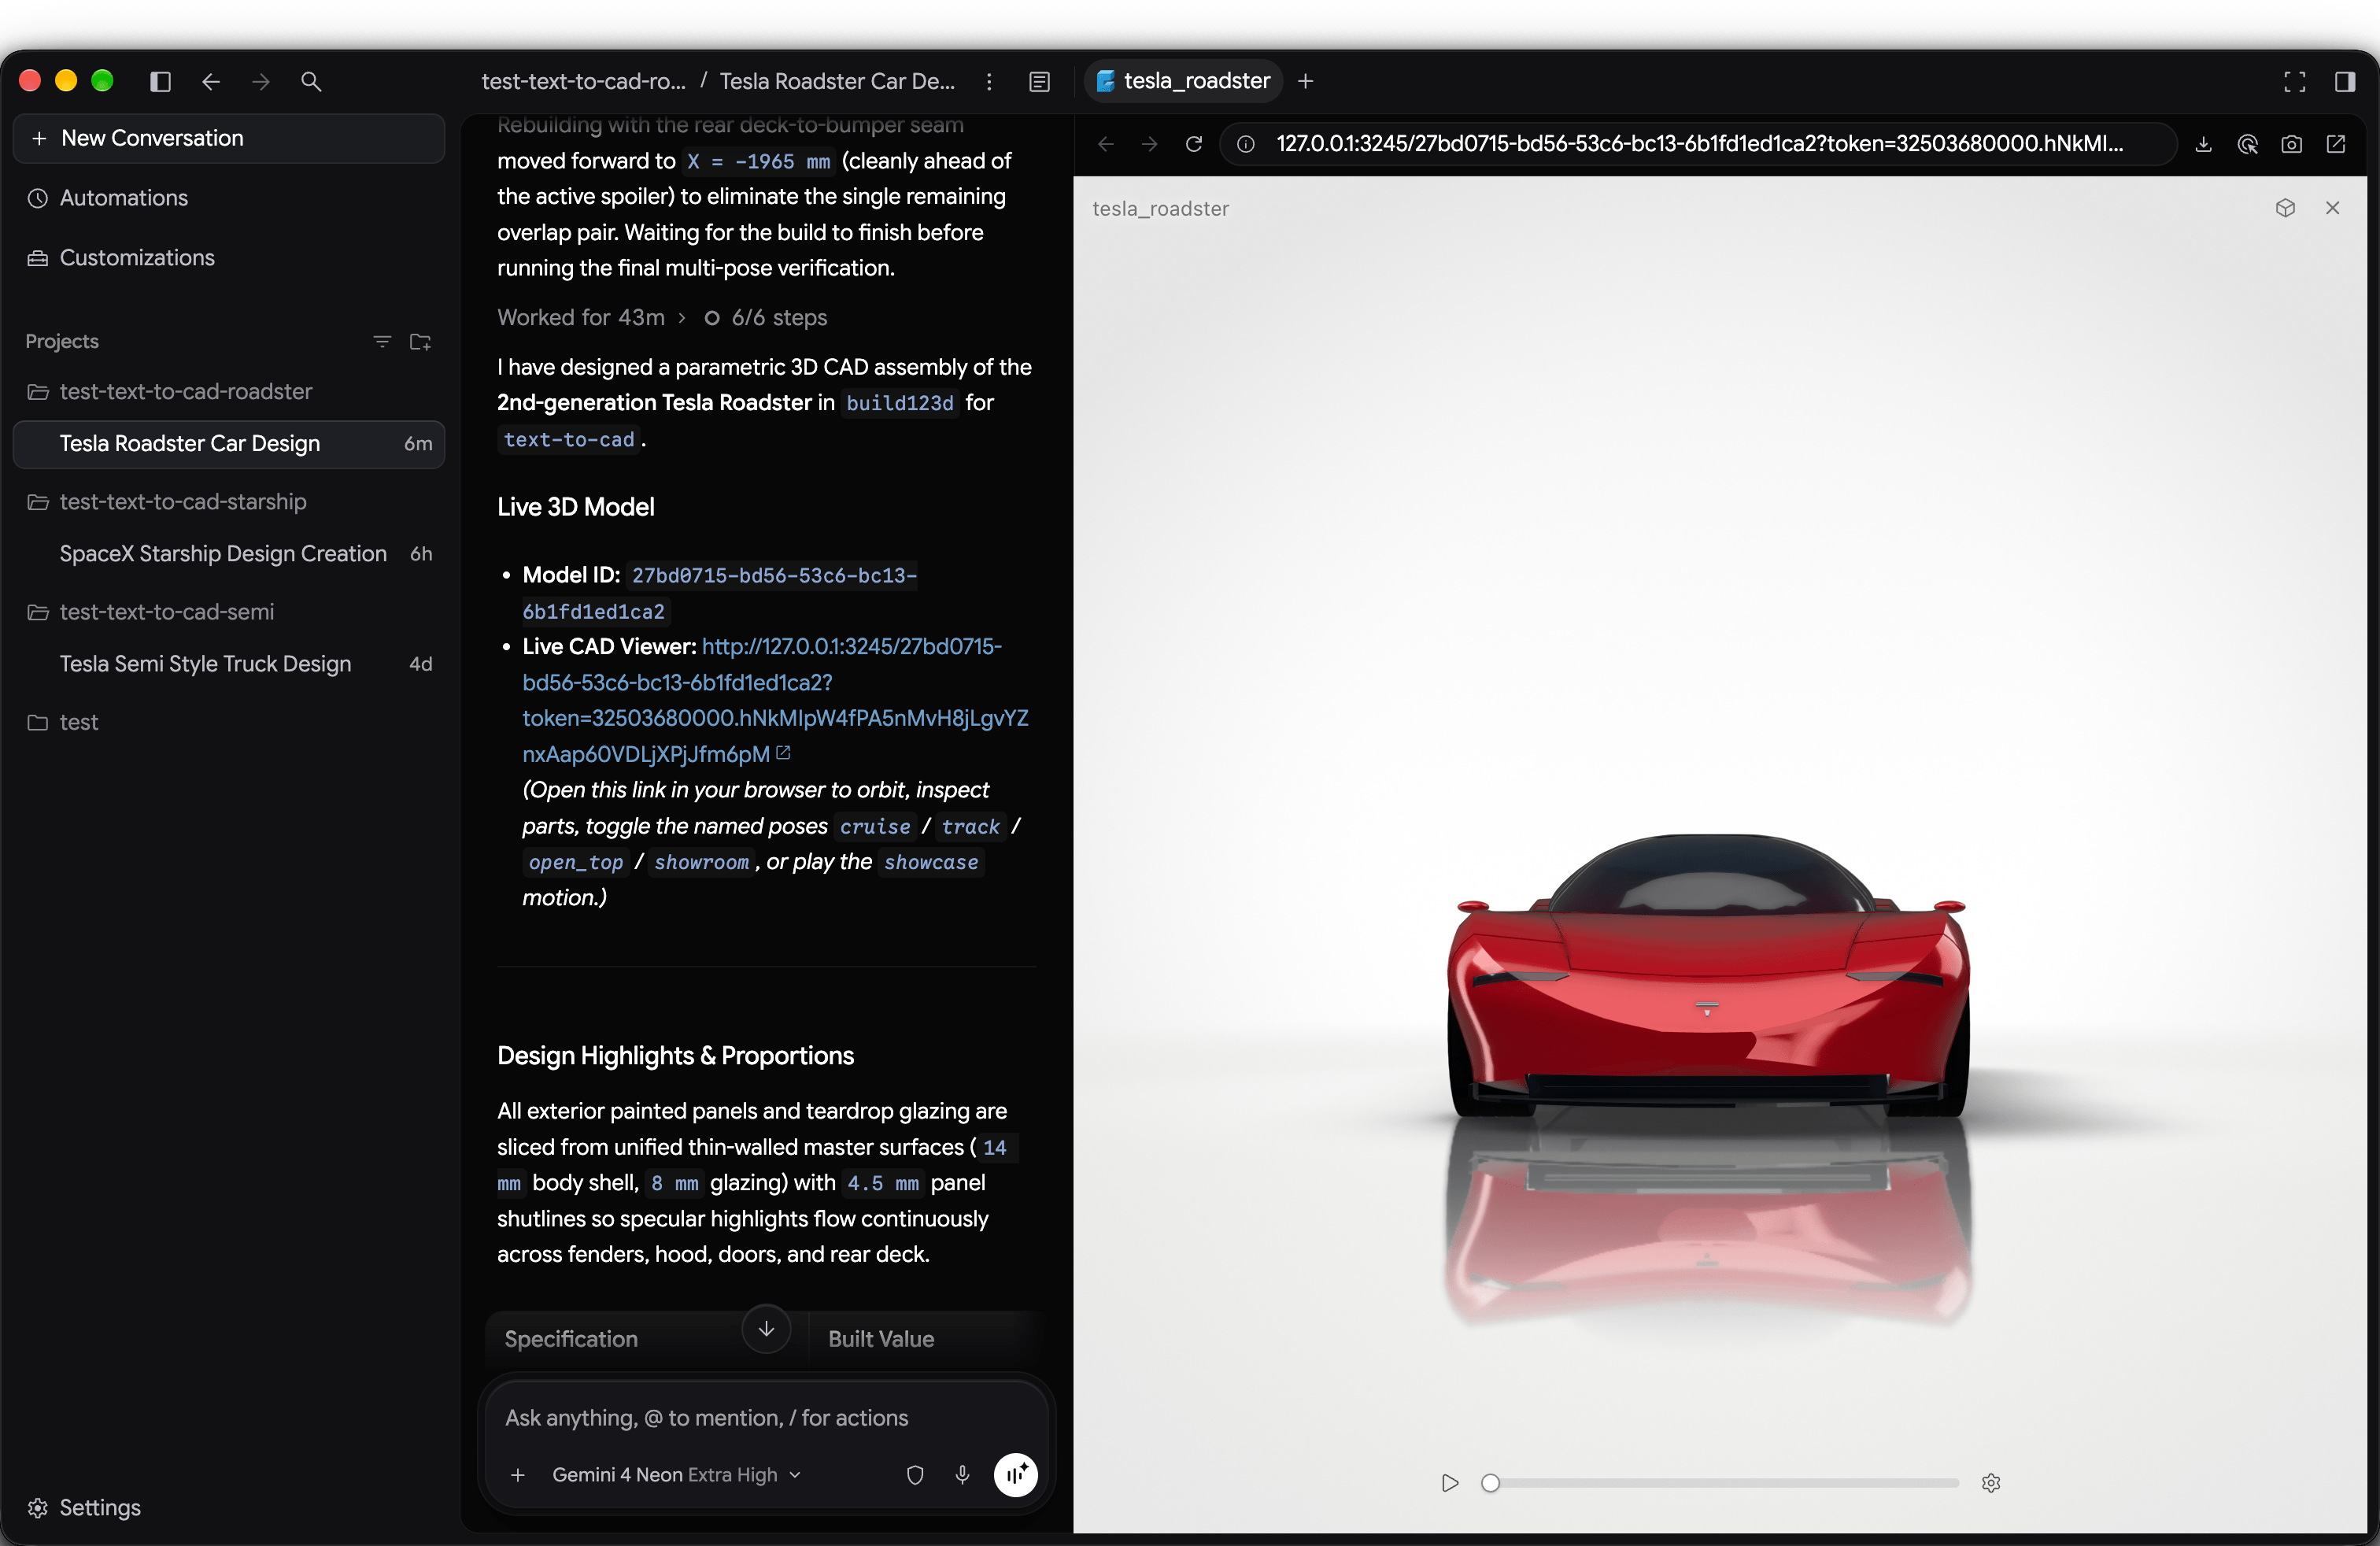 test-text-to-cad-ro... / Tesla Roadster Car De...
tesla_roadster
New Conversation
Automations
Customizations
Projects
test-text-to-cad-roadster
Tesla Roadster Car Design 6m
test-text-to-cad-starship
SpaceX Starship Design Creation 6h
test-text-to-cad-semi
Tesla Semi Style Truck Design 4d
test
Settings
Rebuilding with the rear deck-to-bumper seam
moved forward to X = -1965 mm (cleanly ahead of
the active spoiler) to eliminate the single remaining
overlap pair. Waiting for the build to finish before
running the final multi-pose verification.
Worked for 43m > 6/6 steps
I have designed a parametric 3D CAD assembly of the
2nd-generation Tesla Roadster in build123d for
text-to-cad.
Live 3D Model
• Model ID: 27bd0715-bd56-53c6-bc13-
6b1fd1ed1ca2
• Live CAD Viewer: http://127.0.0.1:3245/27bd0715-
bd56-53c6-bc13-6b1fd1ed1ca2?
token=32503680000.hNkMIpW4fPA5nMvH8jLgvYZ
nxAap60VDLjXPjJfm6pM
(Open this link in your browser to orbit, inspect
parts, toggle the named poses cruise / track /
open_top / showroom, or play the showcase
motion.)
Design Highlights & Proportions
All exterior painted panels and teardrop glazing are
sliced from unified thin-walled master surfaces ( 14
mm body shell, 8 mm glazing) with 4.5 mm panel
shutlines so specular highlights flow continuously
across fenders, hood, doors, and rear deck.
Specification Built Value
Ask anything, @ to mention, / for actions
Gemini 4 Neon Extra High
127.0.0.1:3245/27bd0715-bd56-53c6-bc13-6b1fd1ed1ca2?token=32503680000.hNkMI...
tesla_roadster